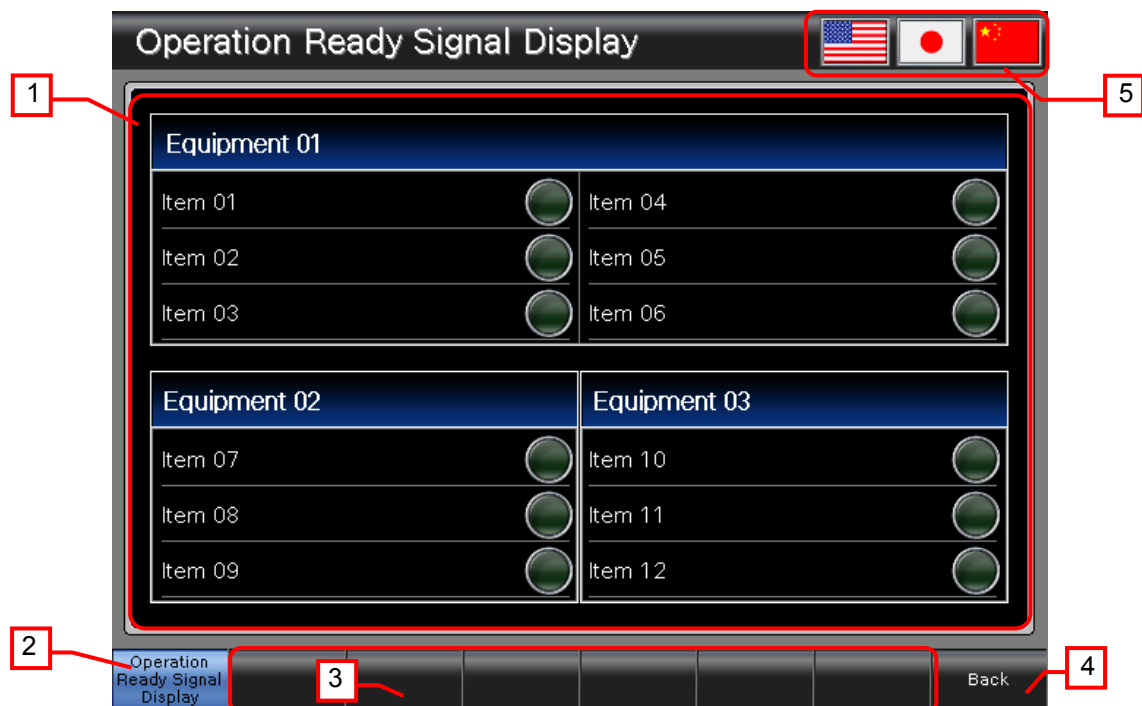 Operation Ready Signal Display
1
5
Equipment 01
Item 01
Item 04
Item 02
Item 05
Item 03
Item 06
Equipment 02
Equipment 03
Item 07
Item 10
Item 08
Item 11
Item 09
Item 12
2
Operation
Ready Signal
Display
3
Back
4